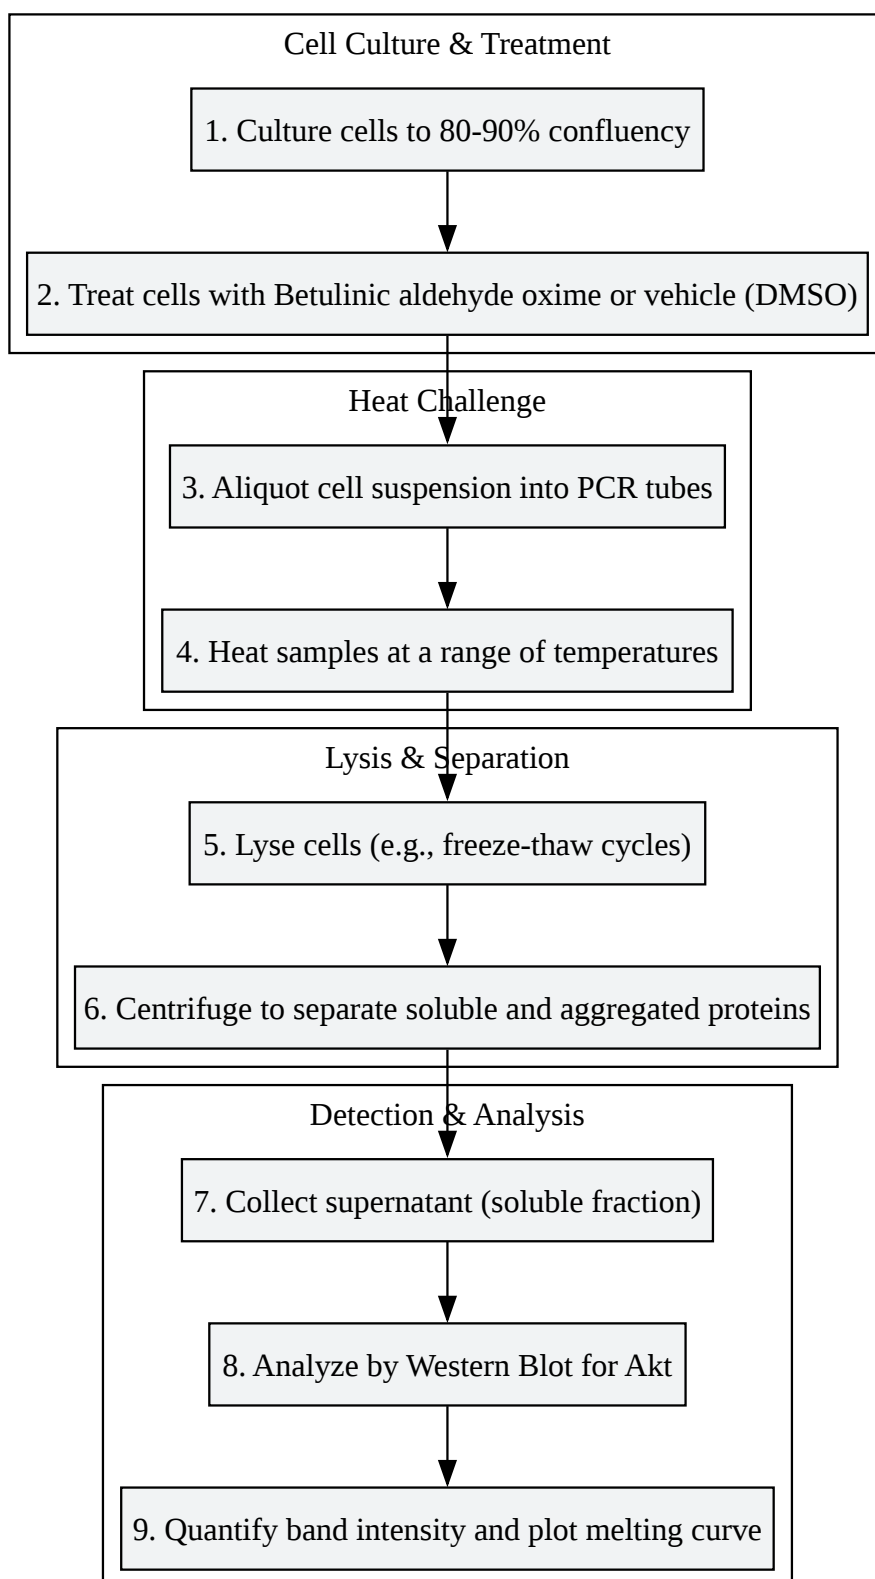 Cell Culture & Treatment
1. Culture cells to 80-90% confluency
2. Treat cells with Betulinic aldehyde oxime or vehicle (DMSO)
Heat Challenge
3. Aliquot cell suspension into PCR tubes
4. Heat samples at a range of temperatures
Lysis & Separation
5. Lyse cells (e.g., freeze-thaw cycles)
6. Centrifuge to separate soluble and aggregated proteins
Detection & Analysis
7. Collect supernatant (soluble fraction)
8. Analyze by Western Blot for Akt
9. Quantify band intensity and plot melting curve